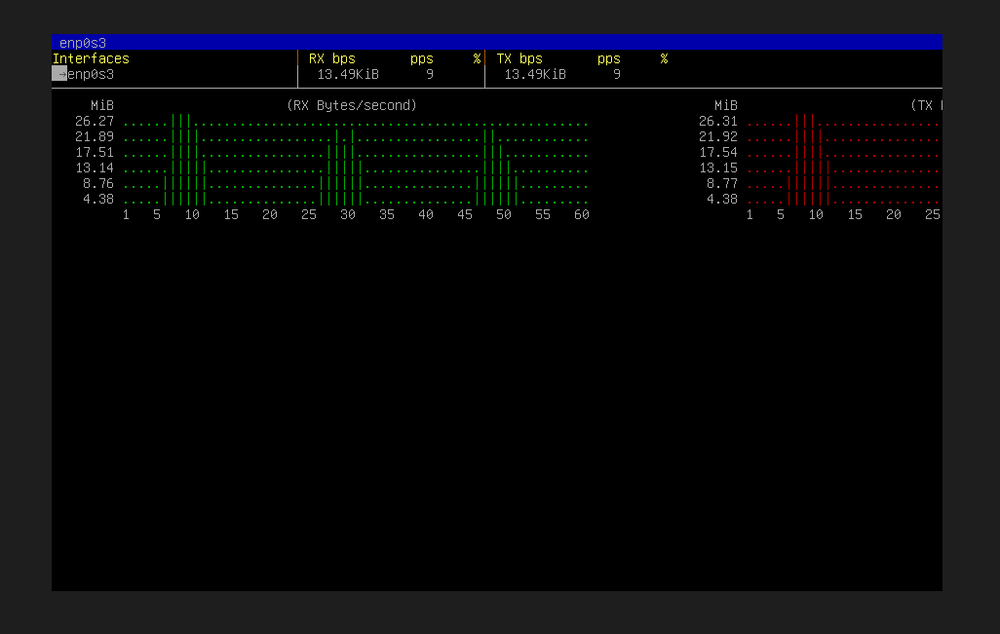 enp0s3
Interfaces RX bps pps % TX bps pps %
→enp0s3 13.49KiB 9 13.49KiB 9
MiB (RX Bytes/second) MiB (TX
26.27 ......|||................................................... 26.31 ......|||................
21.89 ......||||.................|.|................||............ 21.92 ......||||...............
17.51 ......||||................||||...............|||............ 17.54 ......||||...............
13.14 ......|||||...............|||||..............||||.......... 13.15 ......|||||..............
8.76 .....||||||..............||||||..............||||||......... 8.77 .....||||||..............
4.38 .....||||||..............||||||..............||||||......... 4.38 .....||||||..............
1 5 10 15 20 25 30 35 40 45 50 55 60 1 5 10 15 20 25